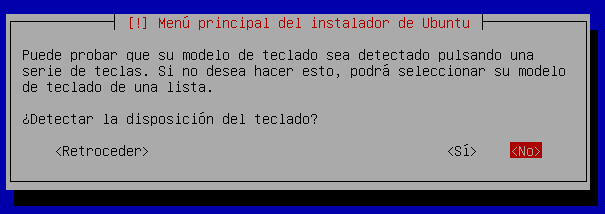 [!] Menú principal del instalador de Ubuntu
Puede probar que su modelo de teclado sea detectado pulsando una
serie de teclas. Si no desea hacer esto, podrá seleccionar su modelo
de teclado de una lista.
¿Detectar la disposición del teclado?
<Retroceder> <Sí> <No>